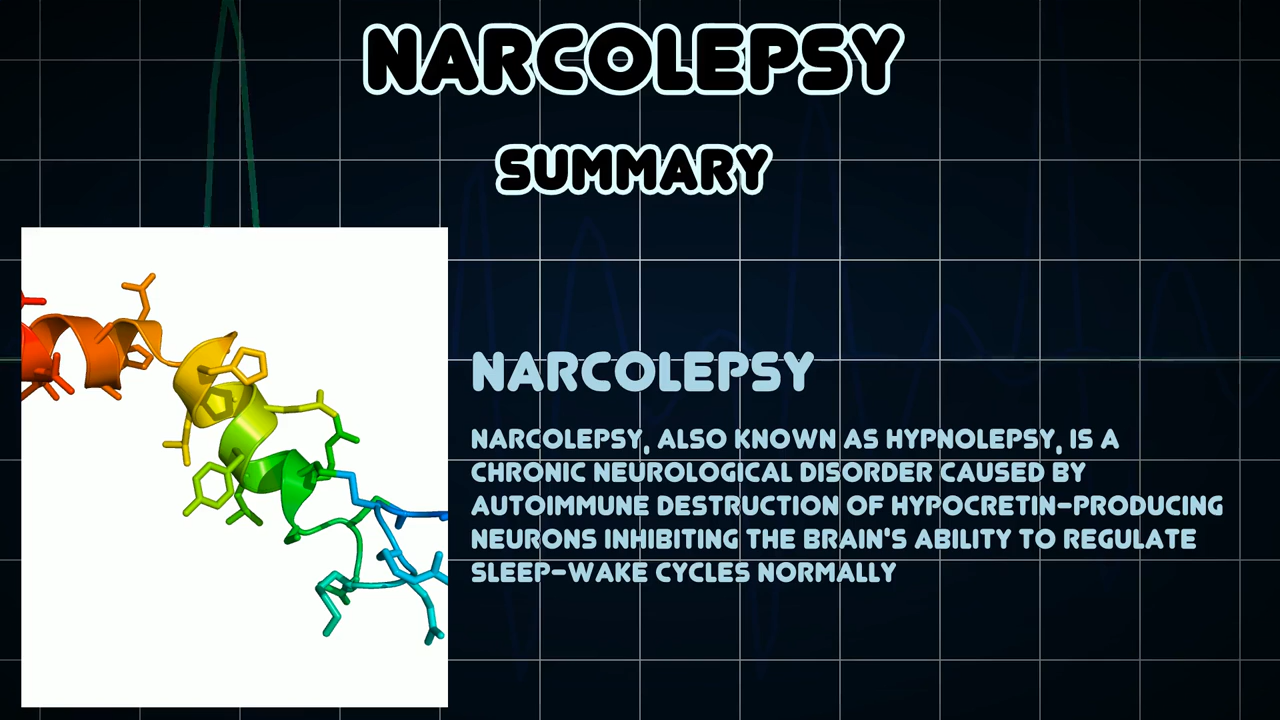 NARCOLEPSY
SUMMARY
NARCOLEPSY
NARCOLEPSY, ALSO KNOWN AS HYPNOLEPSY, IS A
CHRONIC NEUROLOGICAL DISORDER CAUSED BY
AUTOIMMUNE DESTRUCTION OF HYPOCRETIN-PRODUCING
NEURONS INHIBITING THE BRAIN'S ABILITY TO REGULATE
SLEEP-WAKE CYCLES NORMALLY